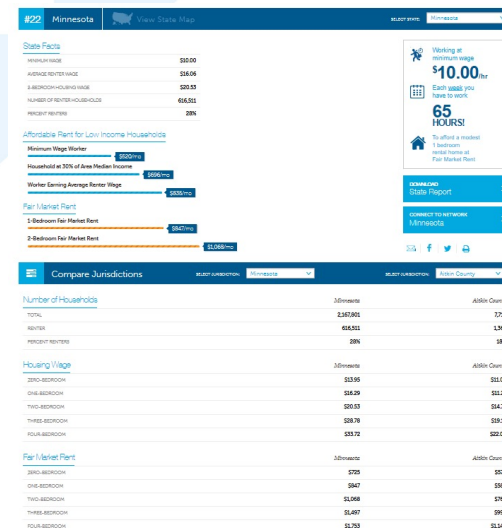 #22 Minnesota View State Map SELECT STATE: Minnesota
State Facts
MINIMUM WAGE $10.00
AVERAGE RENTER WAGE $16.06
2-BEDROOM HOUSING WAGE $20.53
NUMBER OF RENTER HOUSEHOLDS 616,511
PERCENT RENTERS 28%
Affordable Rent for Low Income Households
Minimum Wage Worker
$520/mo
Household at 30% of Area Median Income
$696/mo
Worker Earning Average Renter Wage
$835/mo
Fair Market Rent
1-Bedroom Fair Market Rent
$847/mo
2-Bedroom Fair Market Rent
$1,068/mo
Working at
minimum wage
$10.00/hr
Each week you
have to work
65
HOURS!
To afford a modest
1 bedroom
rental home at
Fair Market Rent
DOWNLOAD
State Report
CONNECT TO NETWORK
Minnesota
Compare Jurisdictions SELECT JURISDICTION: Minnesota SELECT JURISDICTION: Aitkin County
Number of Households Minnesota Aitkin Coun
TOTAL 2,167,801
RENTER 616,511
PERCENT RENTERS 28% 18
Housing Wage Minnesota Aitkin Coun
ZERO-BEDROOM $13.95
ONE-BEDROOM $16.29
TWO-BEDROOM $20.53
THREE-BEDROOM $28.78
FOUR-BEDROOM $33.72
Fair Market Rent Minnesota Aitkin Coun
ZERO-BEDROOM $725
ONE-BEDROOM $847
TWO-BEDROOM $1,068
THREE-BEDROOM $1,497
FOUR-BEDROOM $1,753